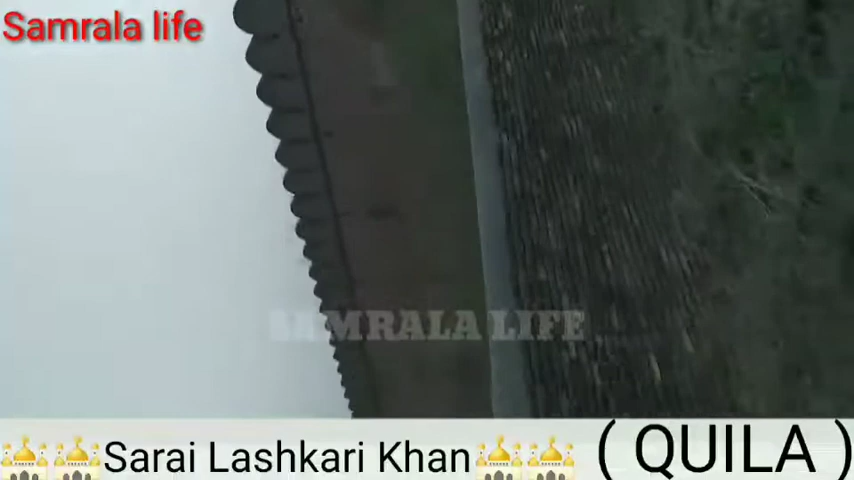 Samrala life
SAMRALA LIFE
🕌🕌Sarai Lashkari Khan🕌🕌 ( QUILA )